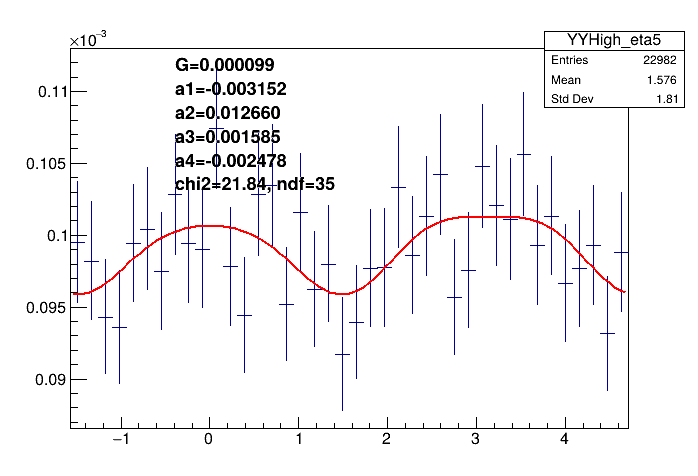 ×10⁻³
YYHigh_eta5
Entries 22982
Mean 1.576
Std Dev 1.81
G=0.000099
a1=-0.003152
a2=0.012660
a3=0.001585
a4=-0.002478
chi2=21.84, ndf=35
0.11
0.105
0.1
0.095
0.09
−1 0 1 2 3 4